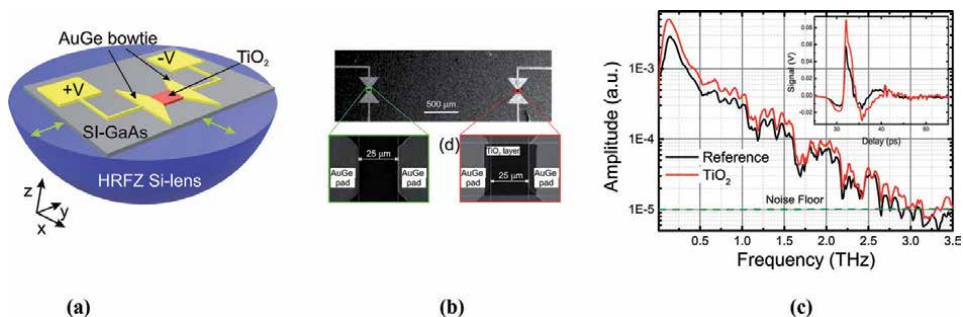 (a)
AuGe bowtie
-V
TiO2
+V
SI-GaAs
HRFZ Si-lens
z
y
x
(b)
500 μm
(d)
25 μm
AuGe pad
AuGe pad
TiO2 layer
25 μm
AuGe pad
AuGe pad
(c)
Amplitude (a.u.)
1E-3
1E-4
1E-5
Signal (V)
0.08
0.06
0.04
0.02
0.00
-0.02
30
40
Delay (ps)
Reference
TiO2
Noise Floor
0.5
1.0
1.5
2.0
2.5
3.0
3.5
Frequency (THz)
(a)
(b)
(c)